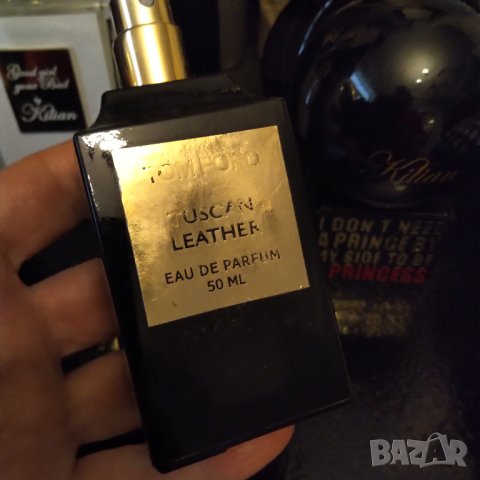 Good girl
gone Bad
by
Kilian
TOM FORD
TUSCAN
LEATHER
EAU DE PARFUM
50 ML
Kilian
I DON'T NEED
A PRINCE BY
MY SIDE TO BE
PRINCESS
BAZAR